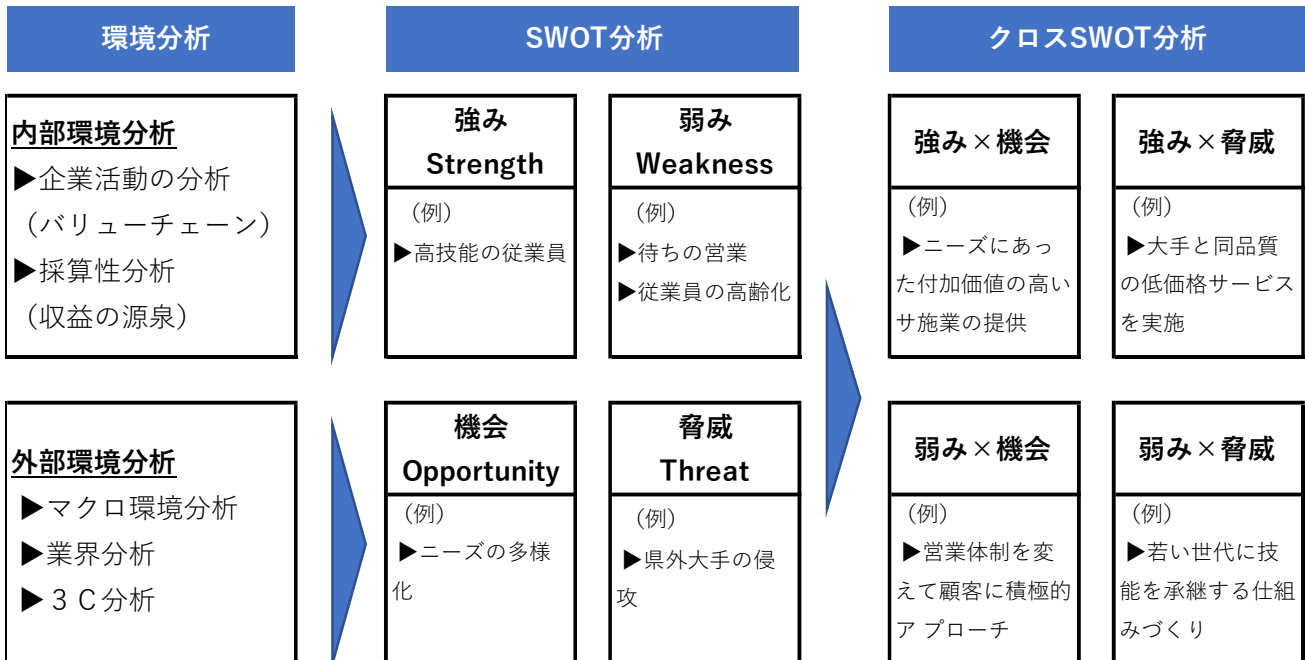 環境分析
SWOT分析
クロスSWOT分析
内部環境分析
▶企業活動の分析
（バリューチェーン）
▶採算性分析
（収益の源泉）
強み
Strength
（例）
▶高技能の従業員
弱み
Weakness
（例）
▶待ちの営業
▶従業員の高齢化
強み×機会
（例）
▶ニーズにあっ
た付加価値の高い
サ施業の提供
強み×脅威
（例）
▶大手と同品質
の低価格サービス
を実施
外部環境分析
▶マクロ環境分析
▶業界分析
▶３Ｃ分析
機会
Opportunity
（例）
▶ニーズの多様
化
脅威
Threat
（例）
▶県外大手の侵
攻
弱み×機会
（例）
▶営業体制を変
えて顧客に積極的
ア プローチ
弱み×脅威
（例）
▶若い世代に技
能を承継する仕組
みづくり